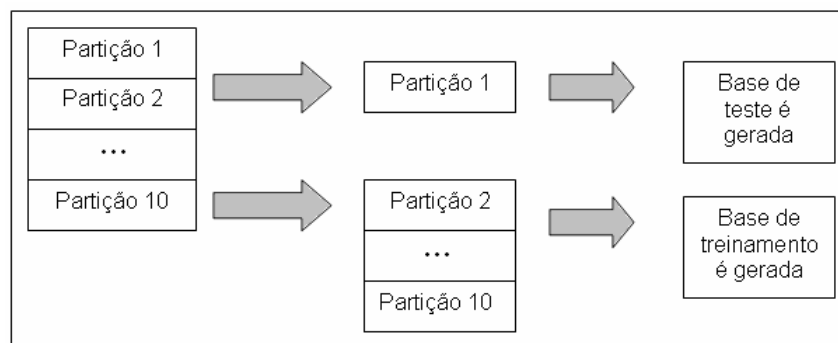 Partição 1
Partição 2
...
Partição 10
Partição 1
Partição 2
...
Partição 10
Base de
teste é
gerada
Base de
treinamento
é gerada